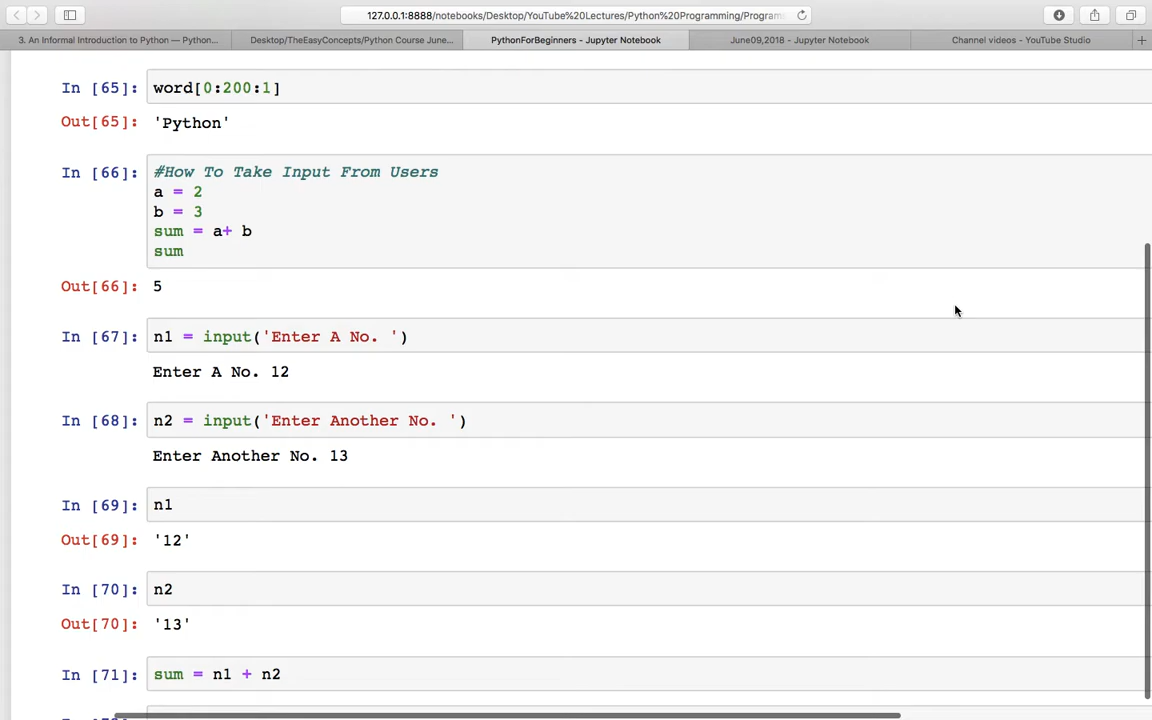 127.0.0.1:8888/notebooks/Desktop/YouTube%20Lectures/Python%20Programming/Program
3. An Informal Introduction to Python — Python... Desktop/TheEasyConcepts/Python Course June... PythonForBeginners - Jupyter Notebook June09,2018 - Jupyter Notebook Channel videos - YouTube Studio
In [65]: word[0:200:1]
Out[65]: 'Python'
In [66]: #How To Take Input From Users
a = 2
b = 3
sum = a+ b
sum
Out[66]: 5
In [67]: n1 = input('Enter A No. ')
Enter A No. 12
In [68]: n2 = input('Enter Another No. ')
Enter Another No. 13
In [69]: n1
Out[69]: '12'
In [70]: n2
Out[70]: '13'
In [71]: sum = n1 + n2